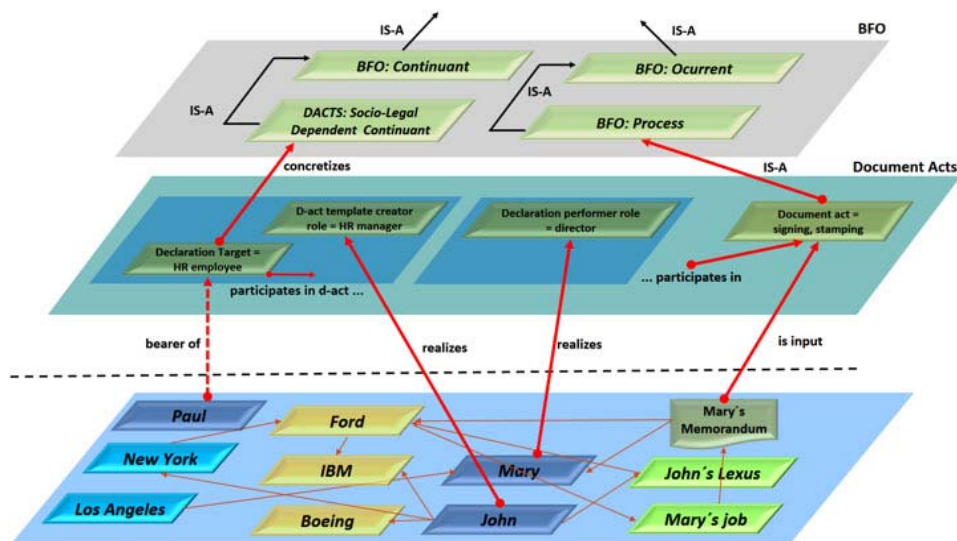 IS-A
IS-A
BFO
BFO: Continuant
BFO: Ocurrent
IS-A
IS-A
DACTS: Socio-Legal
Dependent Continuant
BFO: Process
concretizes
IS-A
Document Acts
D-act template creator
role = HR manager
Declaration performer role
= director
Document act =
signing, stamping
Declaration Target =
HR employee
participates in d-act ...
... participates in
bearer of
realizes
realizes
is input
Paul
Ford
Mary´s
Memorandum
New York
IBM
Mary
John´s Lexus
Los Angeles
Boeing
John
Mary´s job